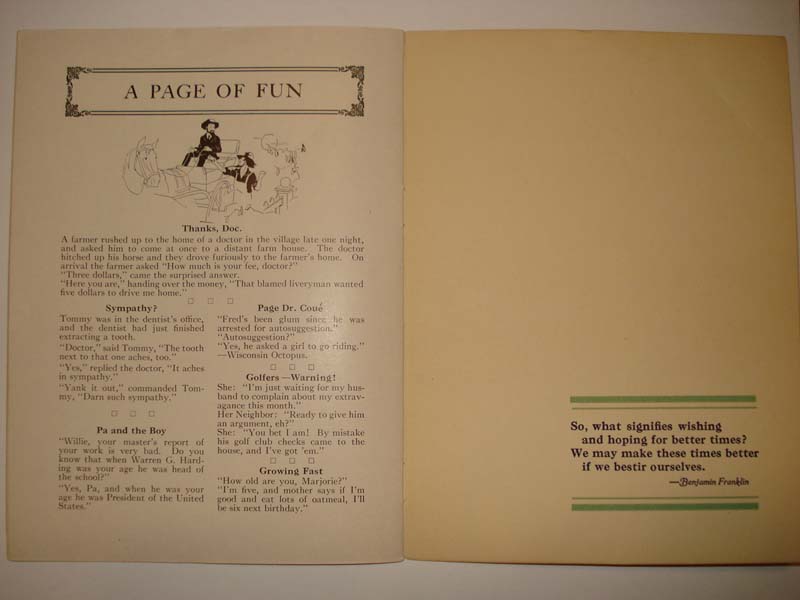 A PAGE OF FUN
Thanks, Doc.
A farmer rushed up to the home of a doctor in the village late one night,
and asked him to come at once to a distant farm house. The doctor
hitched up his horse and they drove furiously to the farmer's home. On
arrival the farmer asked "How much is your fee, doctor?"
"Three dollars," came the surprised answer.
"Here you are," handing over the money, "That blamed liveryman wanted
five dollars to drive me home."
Sympathy?
Tommy was in the dentist's office,
and the dentist had just finished
extracting a tooth.
"Doctor," said Tommy, "The tooth
next to that one aches, too."
"Yes," replied the doctor, "It aches
in sympathy."
"Yank it out," commanded Tom-
my, "Darn such sympathy."
Pa and the Boy
"Willie, your master's report of
your work is very bad. Do you
know that when Warren G. Hard-
ing was your age he was head of
the school?"
"Yes, Pa, and when he was your
age he was President of the United
States."
Page Dr. Coué
"Fred's been glum since he was
arrested for autosuggestion."
"Autosuggestion?"
"Yes, he asked a girl to go riding."
—Wisconsin Octopus.
Golfers—Warning!
She: "I'm just waiting for my hus-
band to complain about my extrav-
agance this month."
Her Neighbor: "Ready to give him
an argument, eh?"
She: "You bet I am! By mistake
his golf club checks came to the
house, and I've got 'em."
Growing Fast
"How old are you, Marjorie?"
"I'm five, and mother says if I'm
good and eat lots of oatmeal, I'll
be six next birthday."
So, what signifies wishing
and hoping for better times?
We may make these times better
if we bestir ourselves.
—Benjamin Franklin